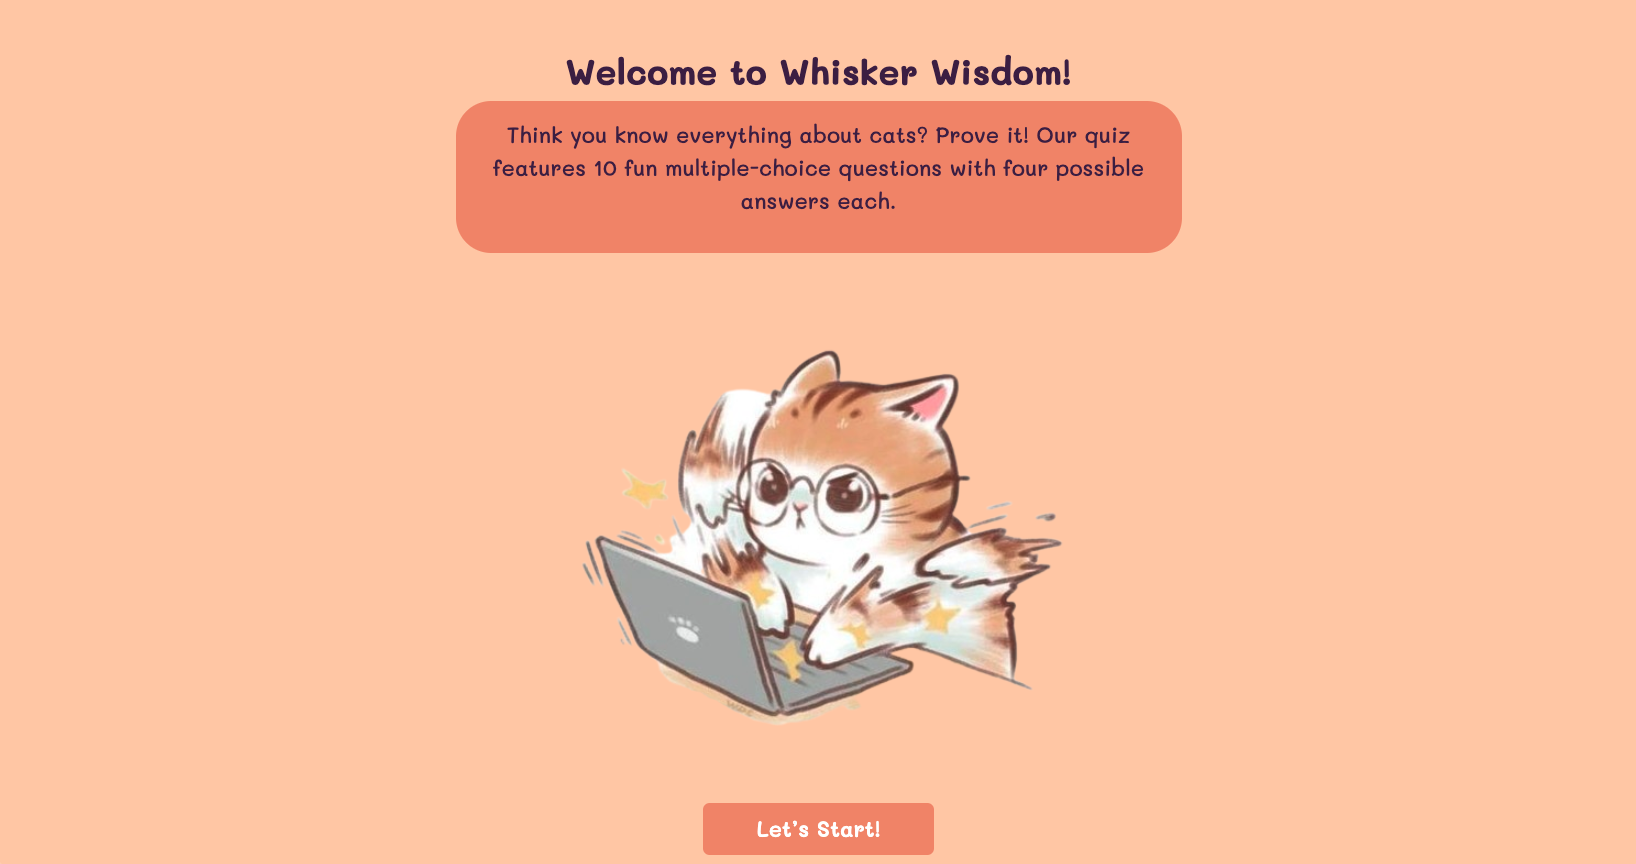 Welcome to Whisker Wisdom!
Think you know everything about cats? Prove it! Our quiz
features 10 fun multiple-choice questions with four possible
answers each.
Let's Start!